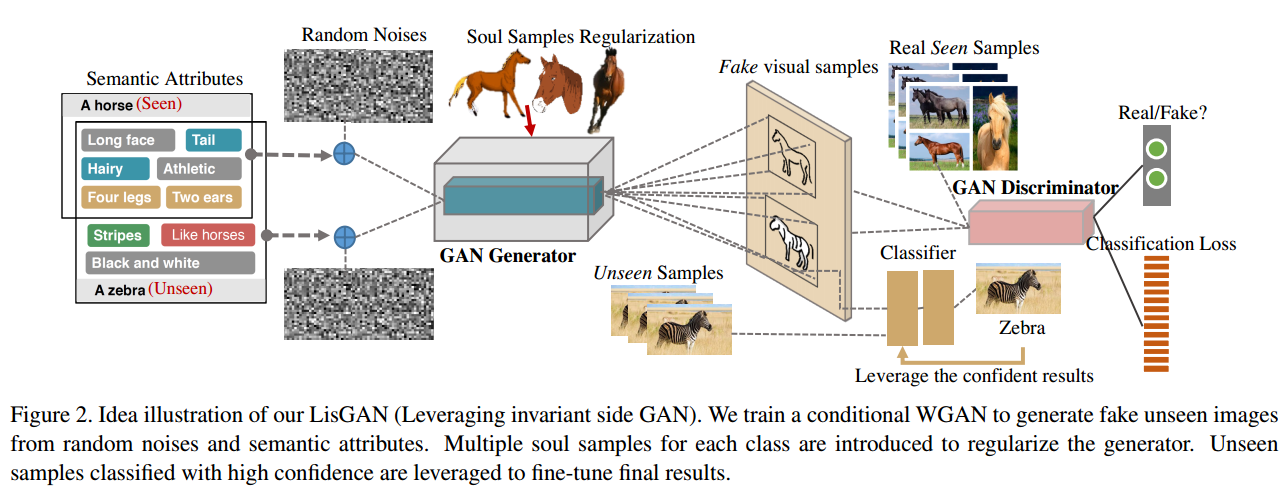 Random Noises
Soul Samples Regularization
Real Seen Samples
Fake visual samples
Semantic Attributes
A horse (Seen)
Long face
Tail
Hairy
Athletic
Four legs
Two ears
Stripes
Like horses
Black and white
A zebra (Unseen)
GAN Generator
Unseen Samples
Real/Fake?
GAN Discriminator
Classification Loss
Classifier
Zebra
Leverage the confident results
Figure 2. Idea illustration of our LisGAN (Leveraging invariant side GAN). We train a conditional WGAN to generate fake unseen images
from random noises and semantic attributes. Multiple soul samples for each class are introduced to regularize the generator. Unseen
samples classified with high confidence are leveraged to fine-tune final results.